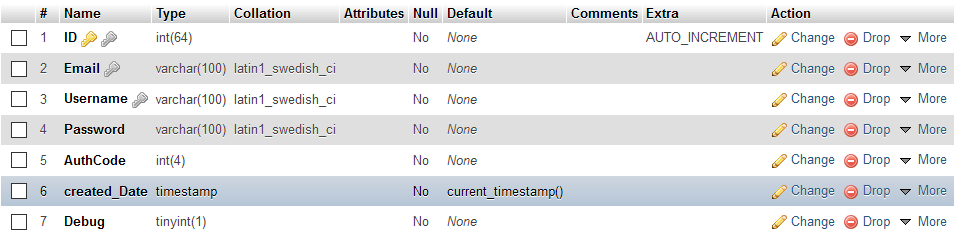 # Name Type Collation Attributes Null Default Comments Extra Action
1 ID int(64) No None AUTO_INCREMENT Change Drop More
2 Email varchar(100) latin1_swedish_ci No None Change Drop More
3 Username varchar(100) latin1_swedish_ci No None Change Drop More
4 Password varchar(100) latin1_swedish_ci No None Change Drop More
5 AuthCode int(4) No None Change Drop More
6 created_Date timestamp No current_timestamp() Change Drop More
7 Debug tinyint(1) No None Change Drop More